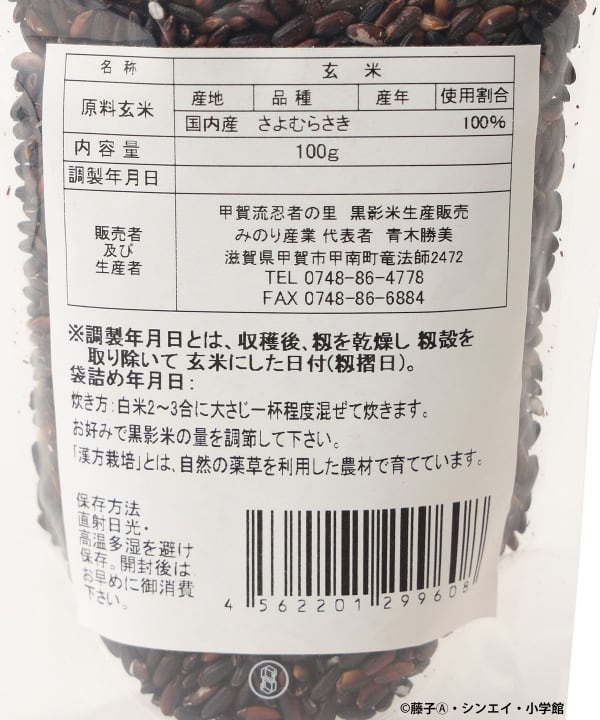 名称 玄米
原料玄米 産地 品種 産年 使用割合
国内産 さよむらさき 100%
内容量 100g
調製年月日
販売者
及び
生産者
甲賀流忍者の里 黒影米生産販売
みのり産業 代表者 青木勝美
滋賀県甲賀市甲南町竜法師2472
TEL 0748-86-4778
FAX 0748-86-6884
※調製年月日とは、収穫後、籾を乾燥し 籾殻を
取り除いて 玄米にした日付(籾摺日)。
袋詰め年月日:
炊き方:白米2〜3合に大さじ一杯程度混ぜて炊きます。
お好みで黒影米の量を調節して下さい。
「漢方栽培」とは、自然の薬草を利用した農材で育てています。
保存方法
直射日光・
高温多湿を避け
保存。開封後は
お早めに御消費
下さい。
4 562201 299608
©藤子Ⓐ・シンエイ・小学館